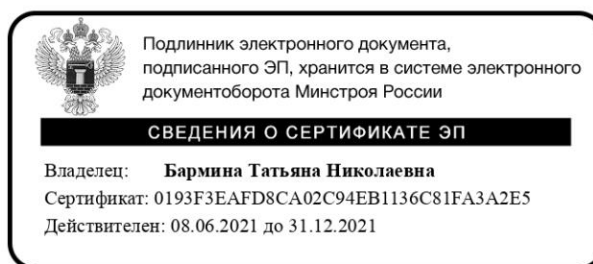 Подлинник электронного документа,
подписанного ЭП, хранится в системе электронного
документоборота Минстроя России
СВЕДЕНИЯ О СЕРТИФИКАТЕ ЭП
Владелец: Бармина Татьяна Николаевна
Сертификат: 0193F3EAFD8CA02C94EB1136C81FA3A2E5
Действителен: 08.06.2021 до 31.12.2021